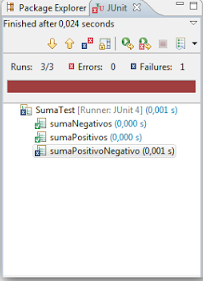 Package Explorer JUnit
Finished after 0,024 seconds
Runs: 3/3 Errors: 0 Failures: 1
SumaTest [Runner: JUnit 4] (0,001 s)
sumaNegativos (0,000 s)
sumaPositivos (0,000 s)
sumaPositivoNegativo (0,001 s)